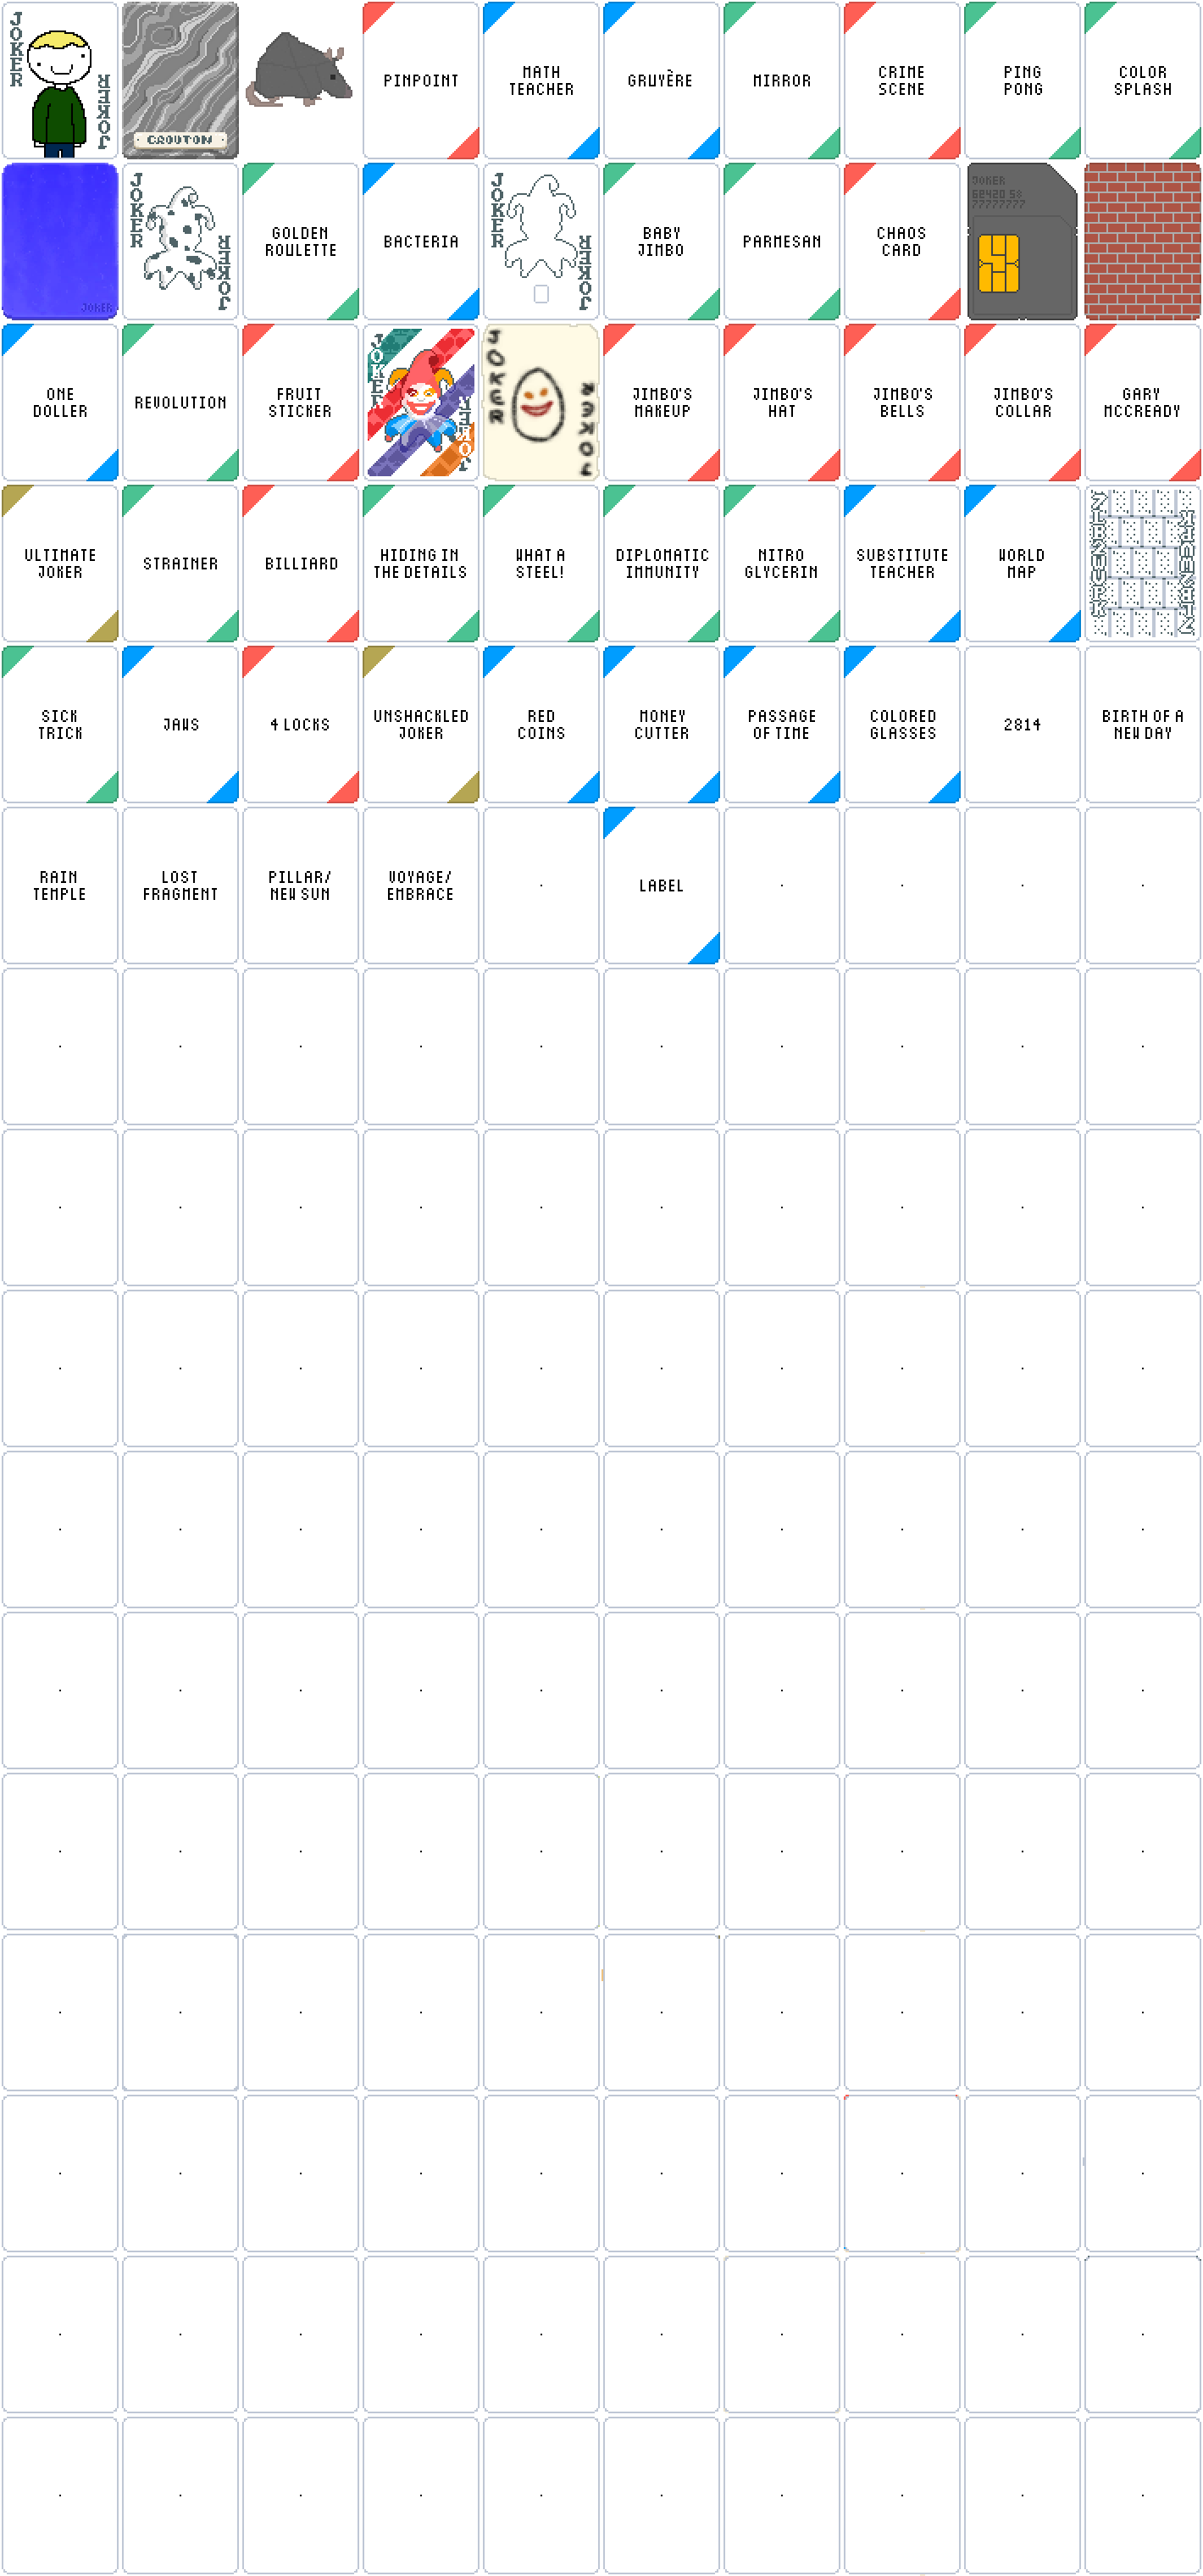 JOKER
JOKER
CROUTON
PINPOINT
MATH
TEACHER
GRUYÈRE
MIRROR
CRIME
SCENE
PING
PONG
COLOR
SPLASH
JOKER
JOKER
JOKER
GOLDEN
ROULETTE
BACTERIA
JOKER
JOKER
BABY
JIMBO
PARMESAN
CHAOS
CARD
JOKER
62420 58
77777777
ONE
DOLLER
REVOLUTION
FRUIT
STICKER
JOKER
JOKER
JOKER
JOKER
JIMBO'S
MAKEUP
JIMBO'S
HAT
JIMBO'S
BELLS
JIMBO'S
COLLAR
GARY
MCCREADY
ULTIMATE
JOKER
STRAINER
BILLIARD
HIDING IN
THE DETAILS
WHAT A
STEEL!
DIPLOMATIC
IMMUNITY
NITRO
GLYCERIN
SUBSTITUTE
TEACHER
WORLD
MAP
SICK
TRICK
JAWS
4 LOCKS
UNSHACKLED
JOKER
RED
COINS
MONEY
CUTTER
PASSAGE
OF TIME
COLORED
GLASSES
2814
BIRTH OF A
NEW DAY
RAIN
TEMPLE
LOST
FRAGMENT
PILLAR/
NEW SUN
VOYAGE/
EMBRACE
LABEL